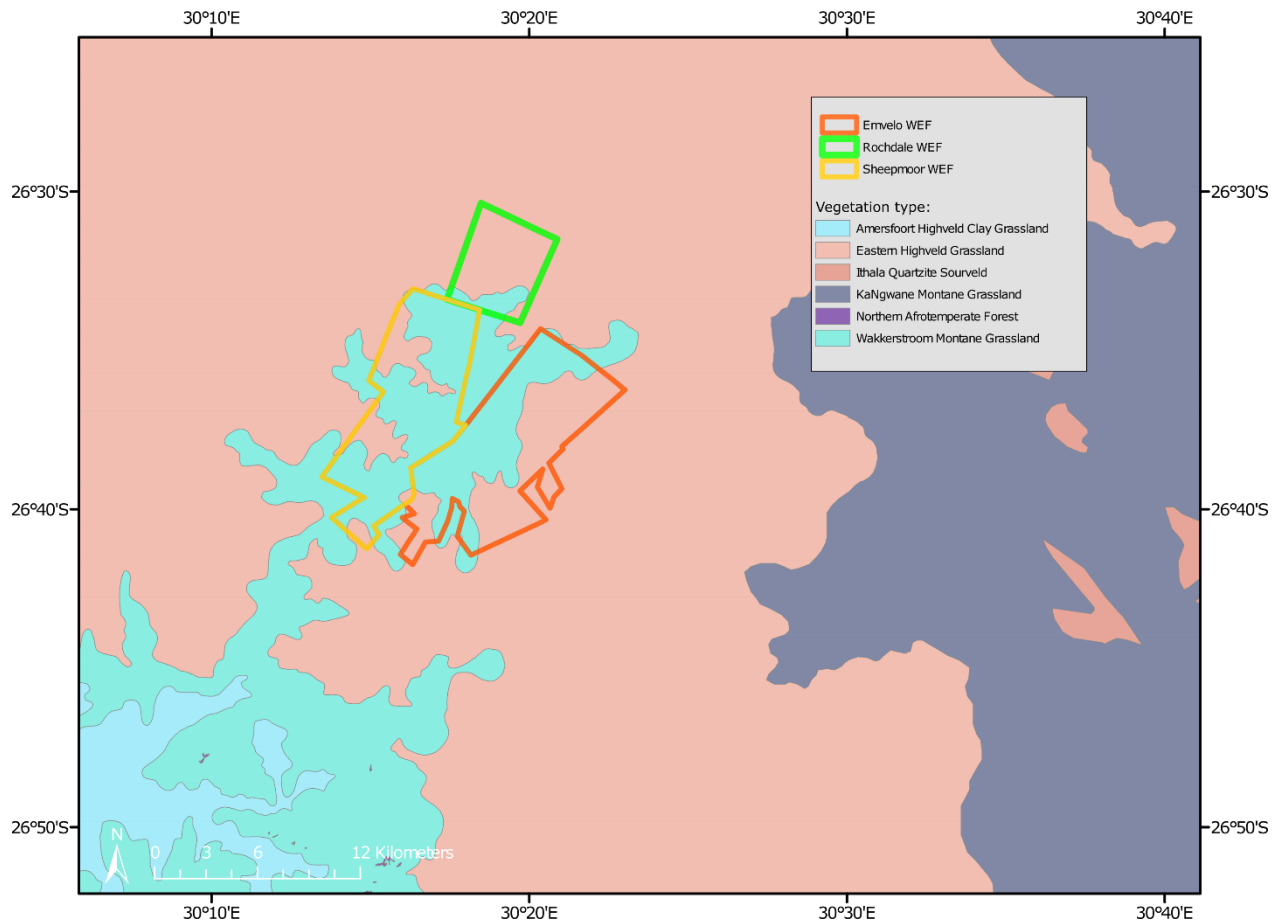 30°10'E 30°20'E 30°30'E 30°40'E
Emvelo WEF
Rochdale WEF
Sheepmoor WEF
26°30'S 26°30'S
Vegetation type:
Amersfoort Highveld Clay Grassland
Eastern Highveld Grassland
Ithala Quartzite Sourveld
KaNgwane Montane Grassland
Northern Afrotemperate Forest
Wakkerstroom Montane Grassland
26°40'S 26°40'S
26°50'S 26°50'S
N
0 3 6 12 Kilometers
30°10'E 30°20'E 30°30'E 30°40'E